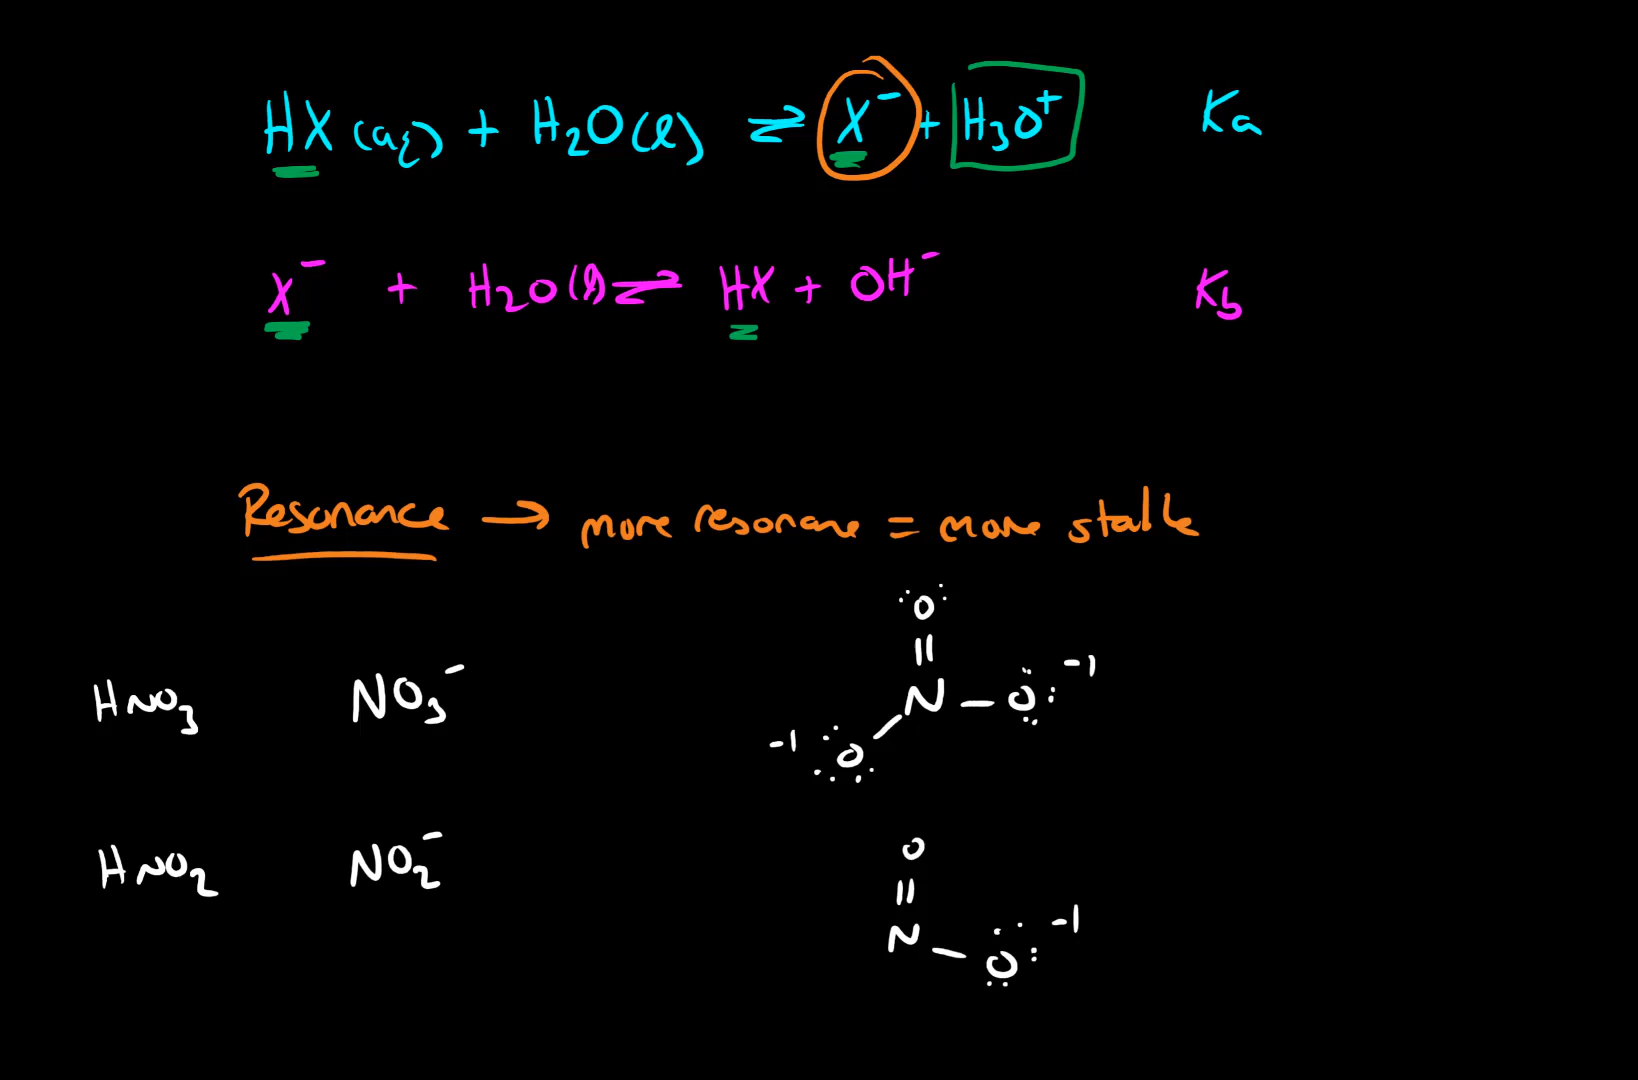 HX(aq) + H₂O(l) ⇌ X⁻ + H₃O⁺ Ka
X⁻ + H₂O(l) ⇌ HX + OH⁻ Kb
Resonance → more resonane = more stable
HNO₃ NO₃⁻
O
||
N – O -1
-1 O
HNO₂ NO₂⁻
O
||
N – O -1